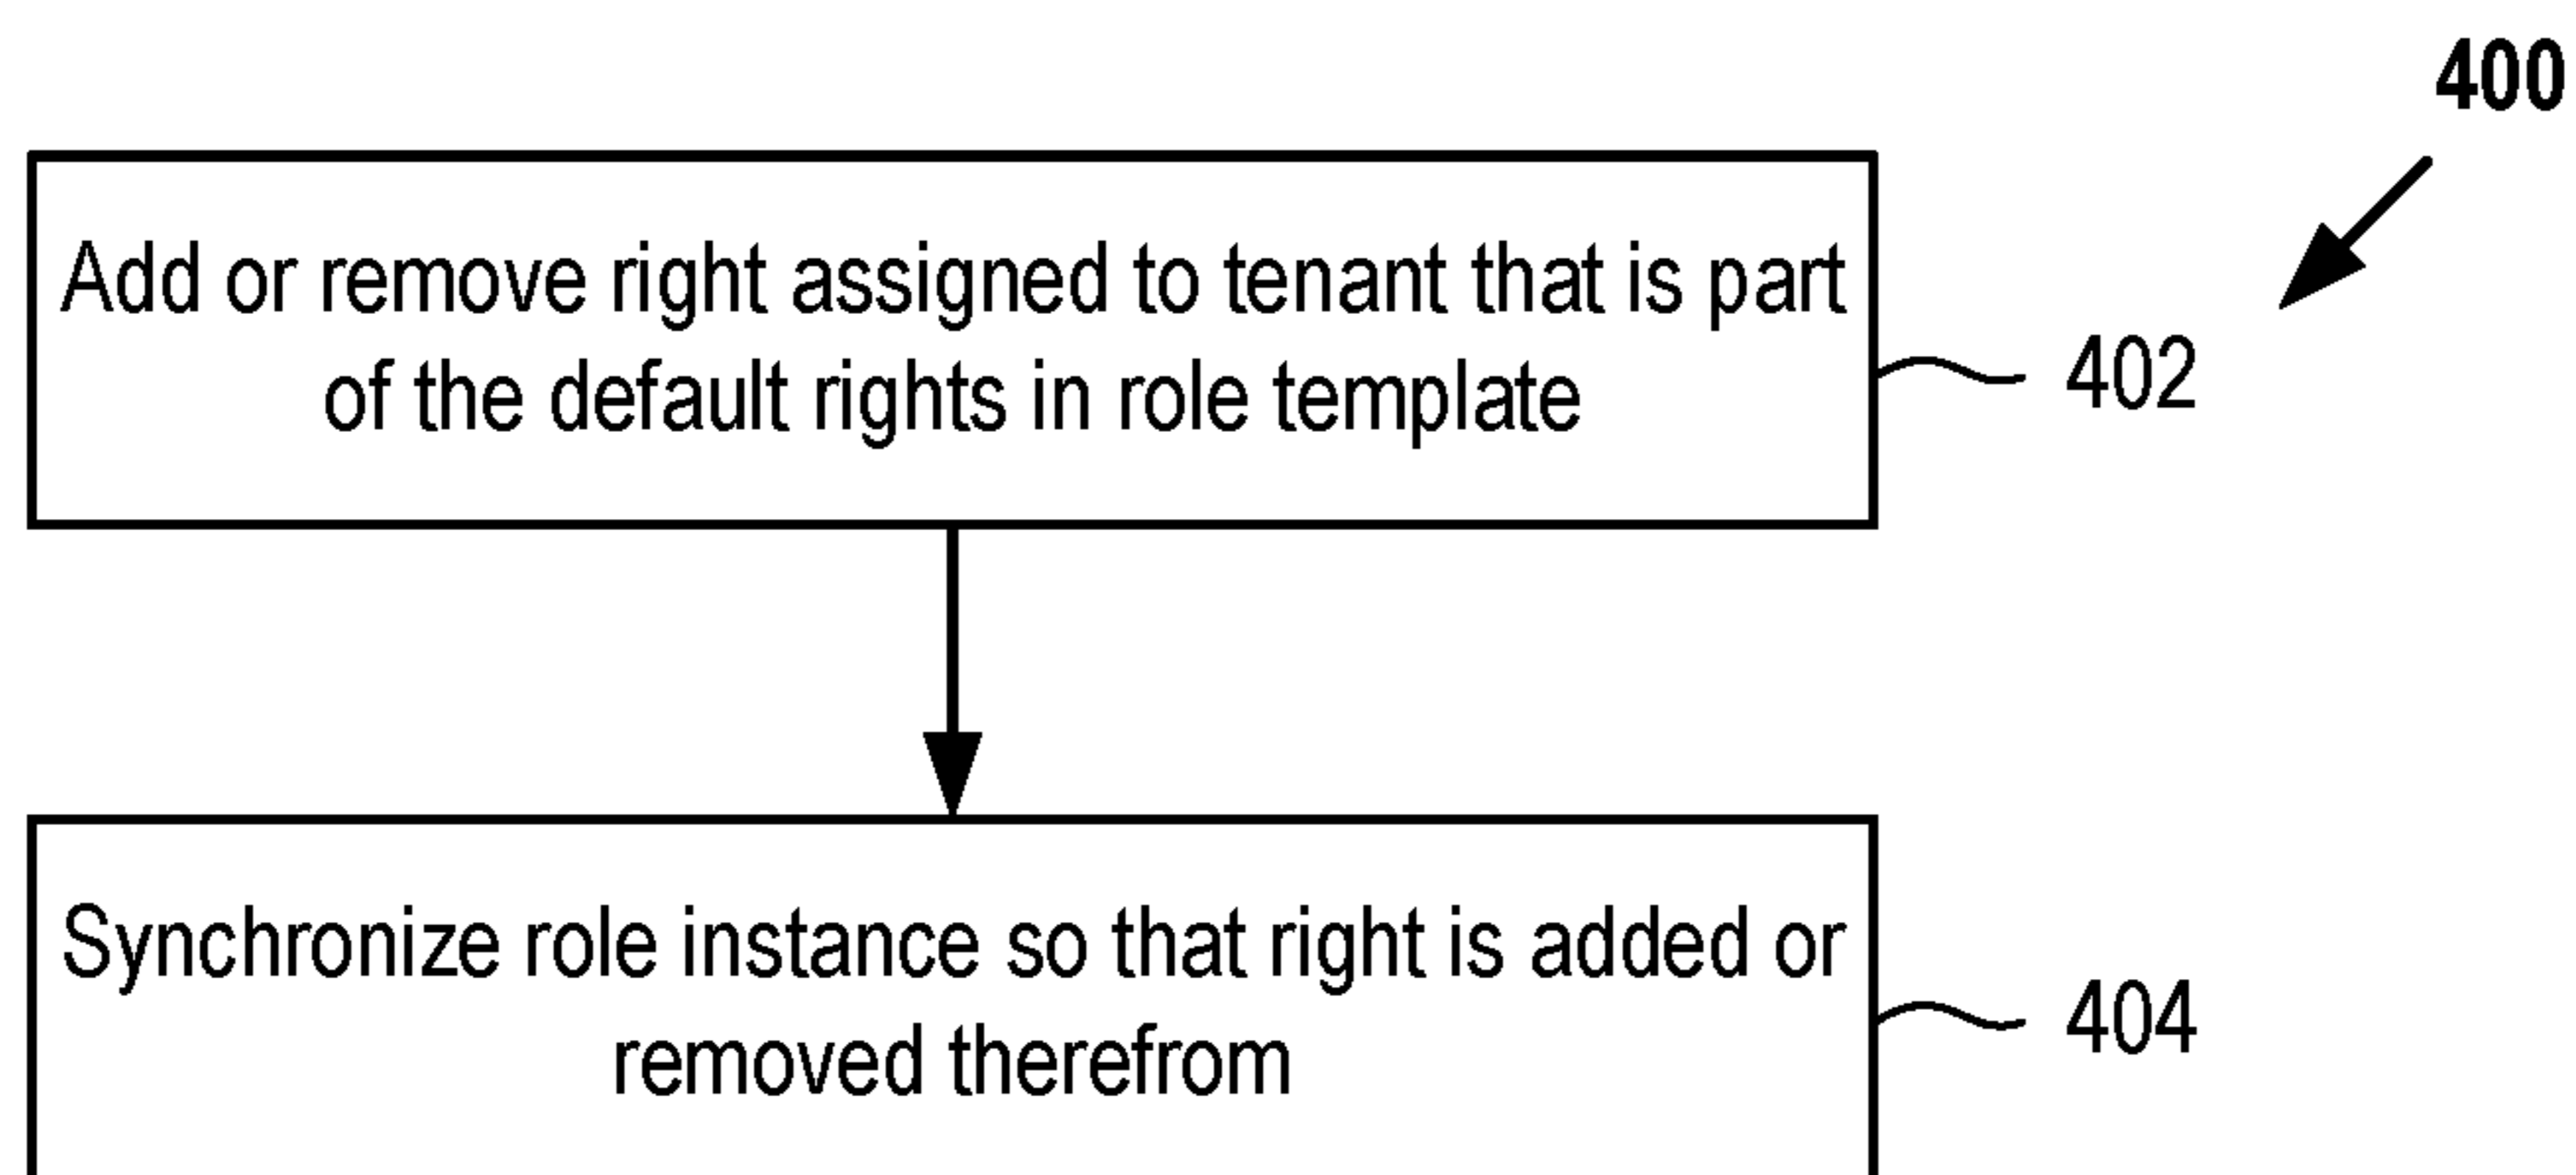 400
Add or remove right assigned to tenant that is part
of the default rights in role template
402
Synchronize role instance so that right is added or
removed therefrom
404